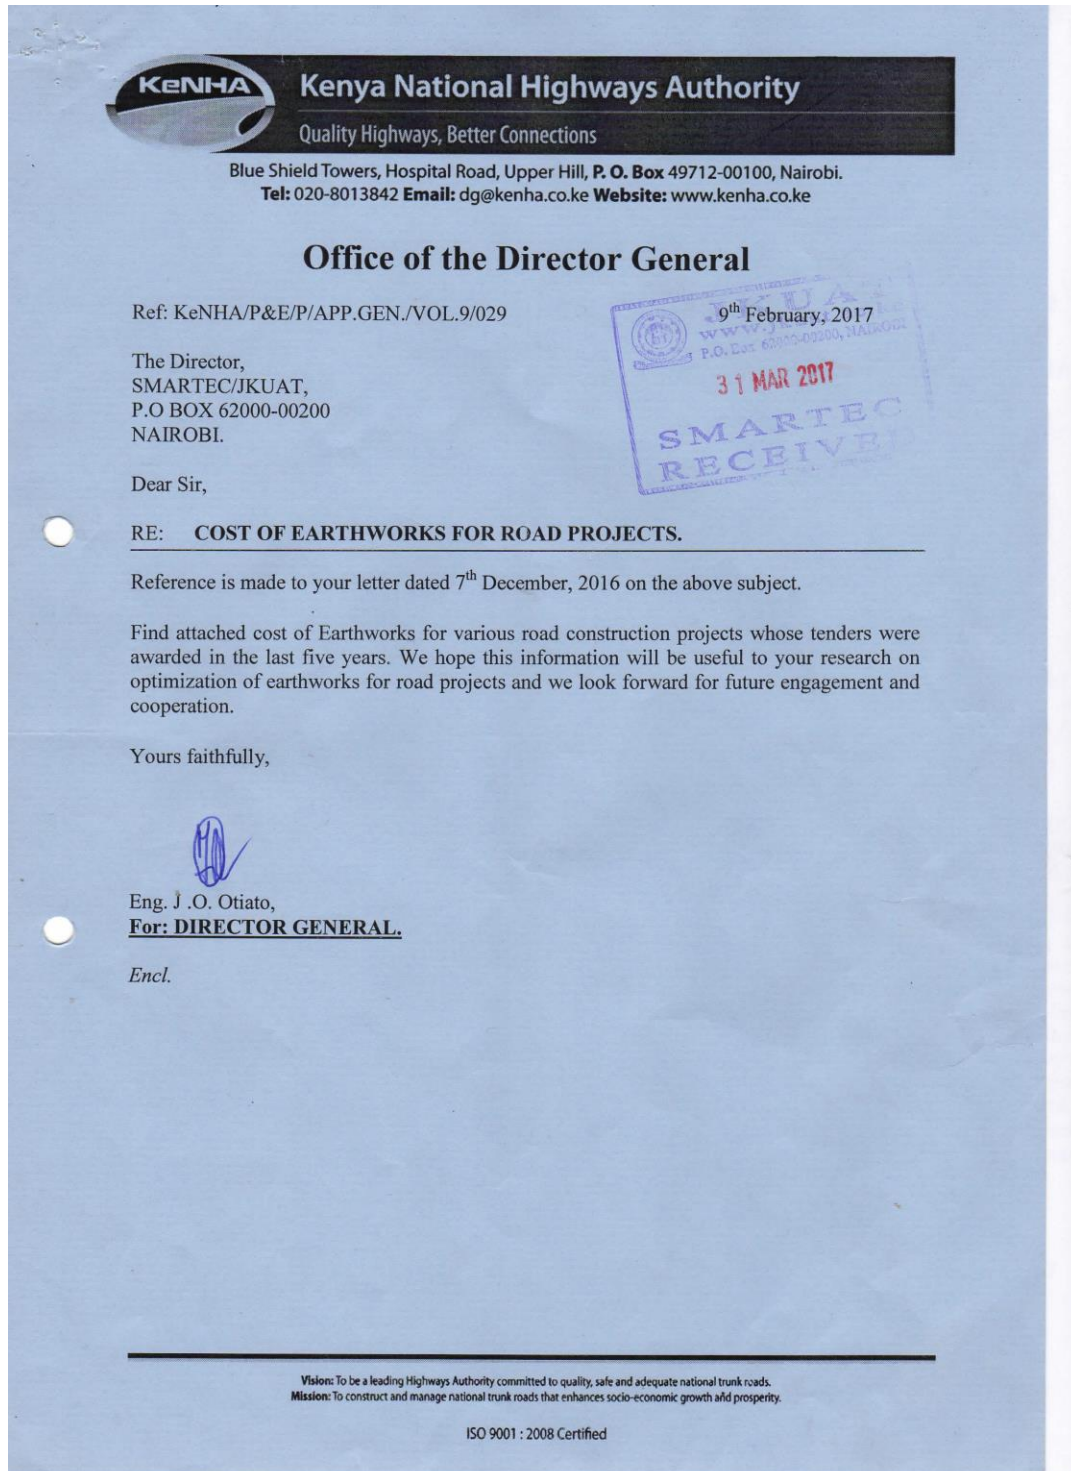 KeNHA
Kenya National Highways Authority
Quality Highways, Better Connections
Blue Shield Towers, Hospital Road, Upper Hill, P. O. Box 49712-00100, Nairobi.
Tel: 020-8013842 Email: dg@kenha.co.ke Website: www.kenha.co.ke
Office of the Director General
Ref: KeNHA/P&E/P/APP.GEN./VOL.9/029
9th February, 2017
JKUAT
P.O. Box 62000-00200, NAIROBI
31 MAR 2017
SMARTEC
RECEIVE
The Director,
SMARTEC/JKUAT,
P.O BOX 62000-00200
NAIROBI.
Dear Sir,
RE: COST OF EARTHWORKS FOR ROAD PROJECTS.
Reference is made to your letter dated 7th December, 2016 on the above subject.
Find attached cost of Earthworks for various road construction projects whose tenders were
awarded in the last five years. We hope this information will be useful to your research on
optimization of earthworks for road projects and we look forward for future engagement and
cooperation.
Yours faithfully,
Eng. J .O. Otiato,
For: DIRECTOR GENERAL.
Encl.
Vision: To be a leading Highways Authority committed to quality, safe and adequate national trunk roads.
Mission: To construct and manage national trunk roads that enhances socio-economic growth and prosperity.
ISO 9001 : 2008 Certified